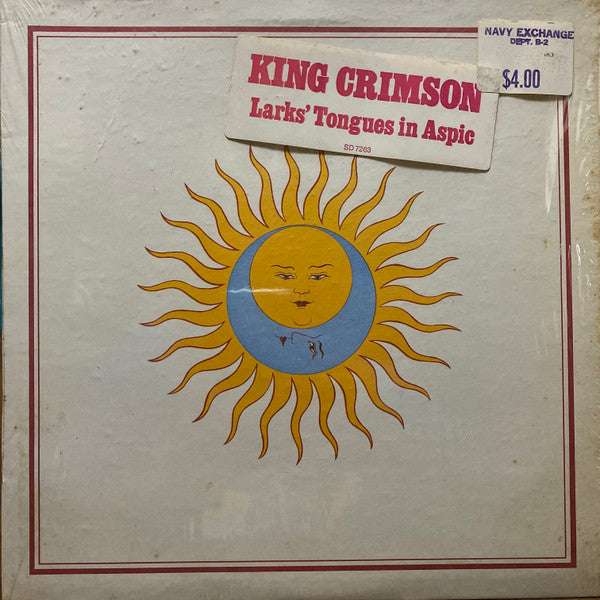 NAVY EXCHANGE
DEPT. B-2
$4.00
KING CRIMSON
Larks' Tongues in Aspic
SD 7263